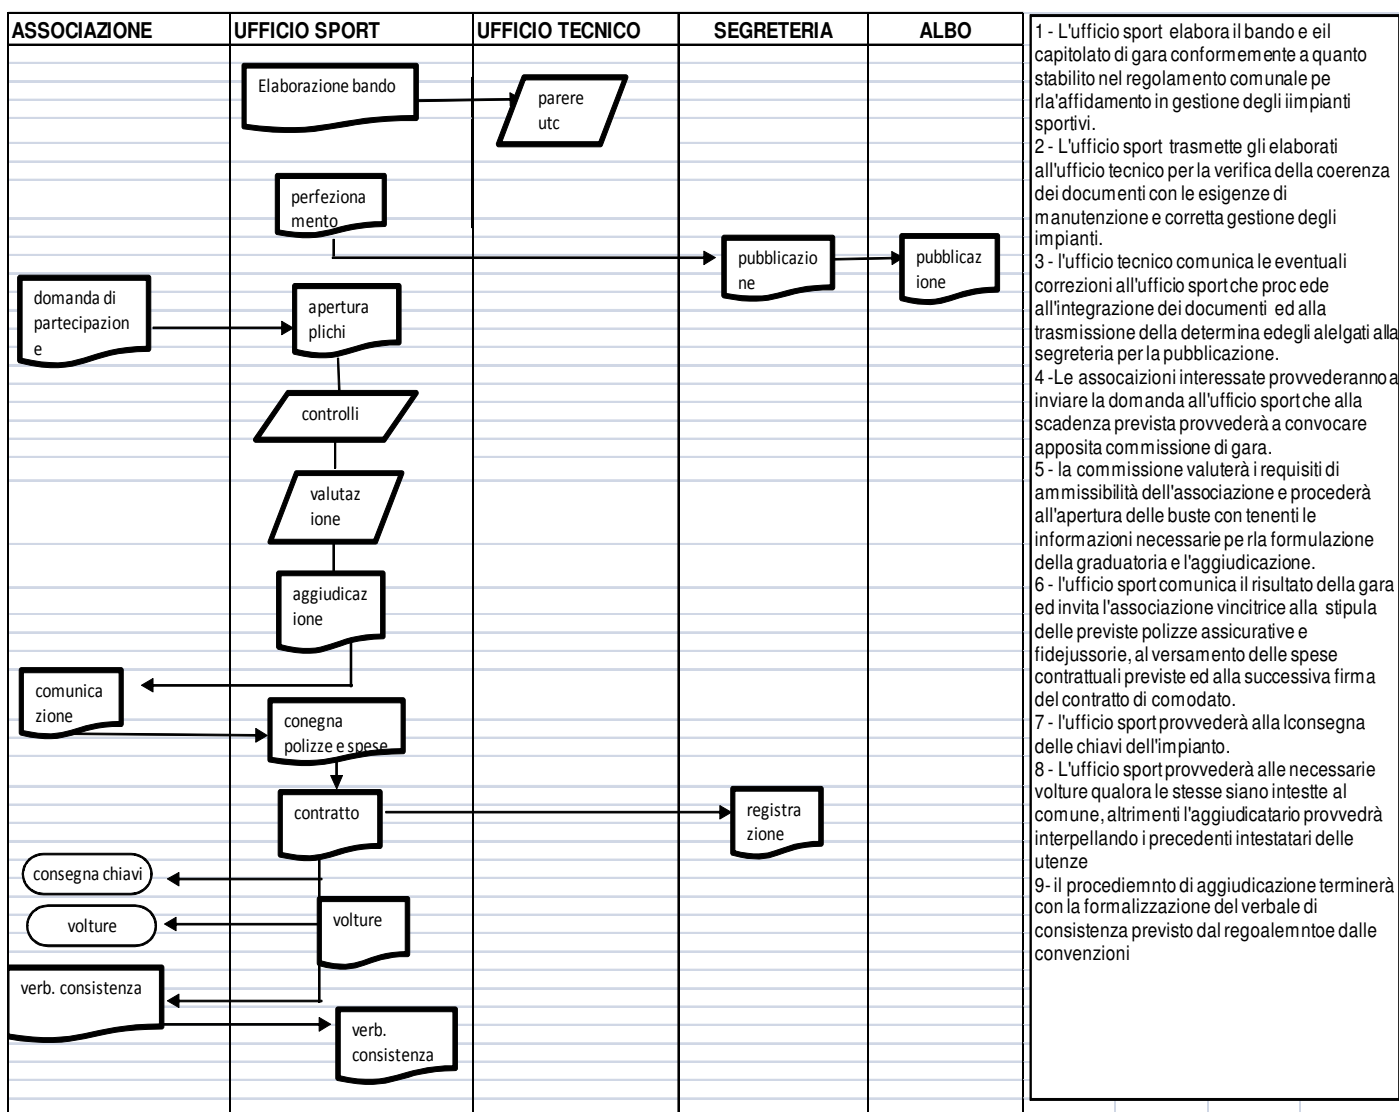 ASSOCIAZIONE
UFFICIO SPORT
UFFICIO TECNICO
SEGRETERIA
ALBO
Elaborazione bando
parere
utc
perfeziona
mento
pubblicazio
ne
pubblicaz
ione
domanda di
partecipazion
e
apertura
plichi
controlli
valutaz
ione
aggiudicaz
ione
comunica
zione
conegna
polizze e spese
contratto
registra
zione
consegna chiavi
volture
volture
verb. consistenza
verb.
consistenza
1 - L'ufficio sport elabora il bando e eil
capitolato di gara conformemente a quanto
stabilito nel regolamento comunale pe
rla'affidamento in gestione degli iimpianti
sportivi.
2 - L'ufficio sport trasmette gli elaborati
all'ufficio tecnico per la verifica della coerenza
dei documenti con le esigenze di
manutenzione e corretta gestione degli
impianti.
3 - l'ufficio tecnico comunica le eventuali
correzioni all'ufficio sport che procede
all'integrazione dei documenti ed alla
trasmissione della determina edegli alelgati alla
segreteria per la pubblicazione.
4 -Le assocaizioni interessate provvederanno a
inviare la domanda all'ufficio sport che alla
scadenza prevista provvederà a convocare
apposita commissione di gara.
5 - la commissione valuterà i requisiti di
ammissibilità dell'associazione e procederà
all'apertura delle buste con tenenti le
informazioni necessarie pe rla formulazione
della graduatoria e l'aggiudicazione.
6 - l'ufficio sport comunica il risultato della gara
ed invita l'associazione vincitrice alla stipula
delle previste polizze assicurative e
fidejussorie, al versamento delle spese
contrattuali previste ed alla successiva firma
del contratto di comodato.
7 - l'ufficio sport provvederà alla lconsegna
delle chiavi dell'impianto.
8 - L'ufficio sport provvederà alle necessarie
volture qualora le stesse siano intestte al
comune, altrimenti l'aggiudicatario provvedrà
interpellando i precedenti intestatari delle
utenze
9- il procediemnto di aggiudicazione terminerà
con la formalizzazione del verbale di
consistenza previsto dal regoalemntoe dalle
convenzioni